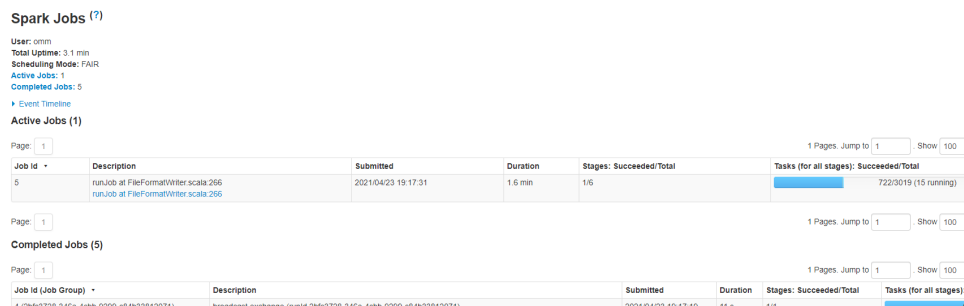 Spark Jobs (?)
User: omm
Total Uptime: 3.1 min
Scheduling Mode: FAIR
Active Jobs: 1
Completed Jobs: 5
Event Timeline
Active Jobs (1)
Page: 1 1 Pages. Jump to 1 . Show 100
Job Id Description Submitted Duration Stages: Succeeded/Total Tasks (for all stages): Succeeded/Total
5 runJob at FileFormatWriter.scala:266 2021/04/23 19:17:31 1.6 min 1/6 722/3019 (15 running)
runJob at FileFormatWriter.scala:266
Page: 1 1 Pages. Jump to 1 . Show 100
Completed Jobs (5)
Page: 1 1 Pages. Jump to 1 . Show 100
Job Id (Job Group) Description Submitted Duration Stages: Succeeded/Total Tasks (for all stages)